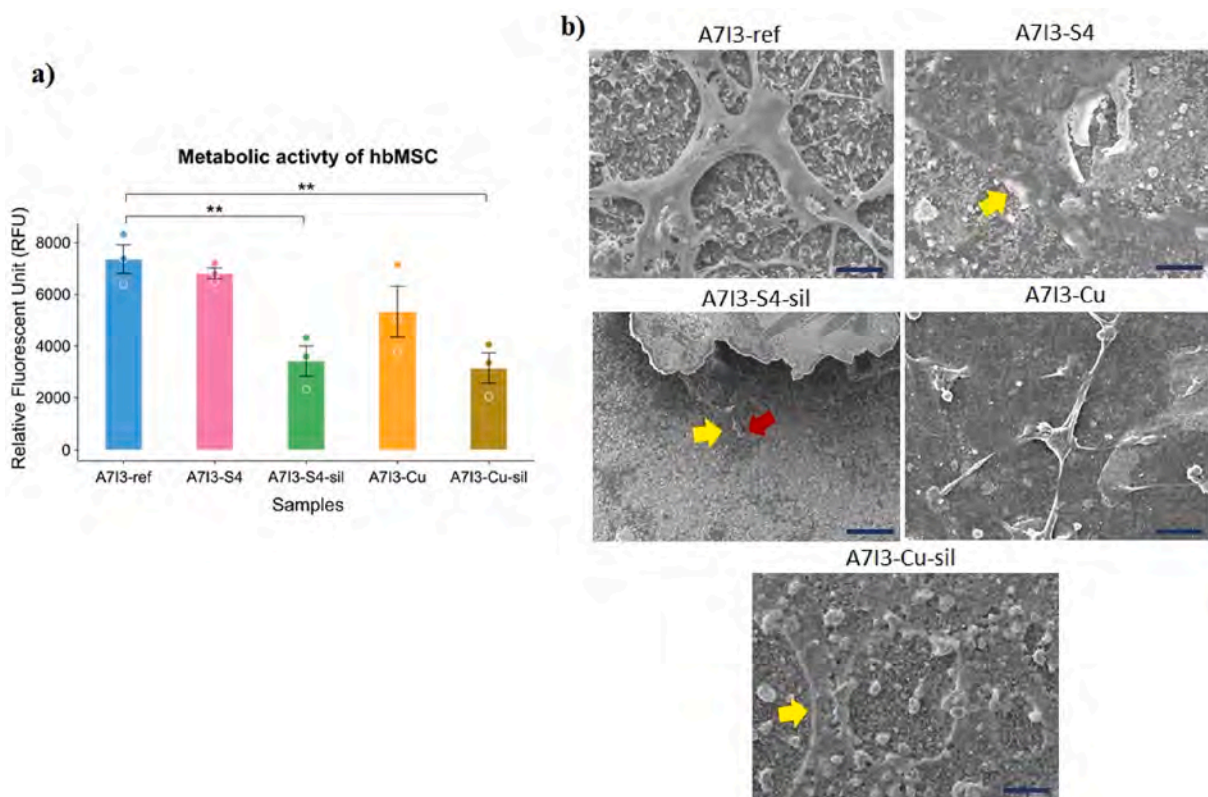 a)
Metabolic activty of hbMSC
**
**
Relative Fluorescent Unit (RFU)
8000
6000
4000
2000
0
A7I3-ref A7I3-S4 A7I3-S4-sil A7I3-Cu A7I3-Cu-sil
Samples
b)
A7I3-ref A7I3-S4
A7I3-S4-sil A7I3-Cu
A7I3-Cu-sil